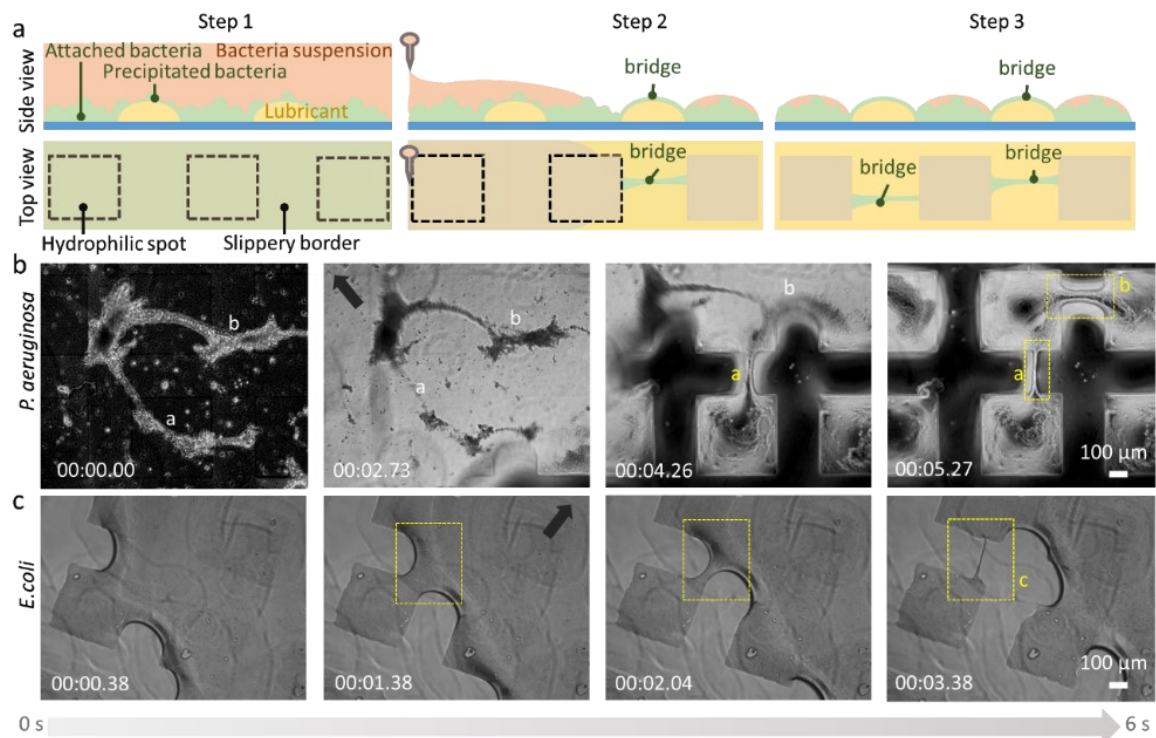 Step 1
Step 2
Step 3
a
Side view
Attached bacteria
Bacteria suspension
Precipitated bacteria
Lubricant
bridge
bridge
Top view
bridge
bridge
bridge
Hydrophilic spot
Slippery border
b
P. aeruginosa
b
a
00:00.00
b
a
00:02.73
b
a
00:04.26
b
a
00:05.27
100 µm
c
E.coli
00:00.38
00:01.38
00:02.04
c
00:03.38
100 µm
0 s
6 s